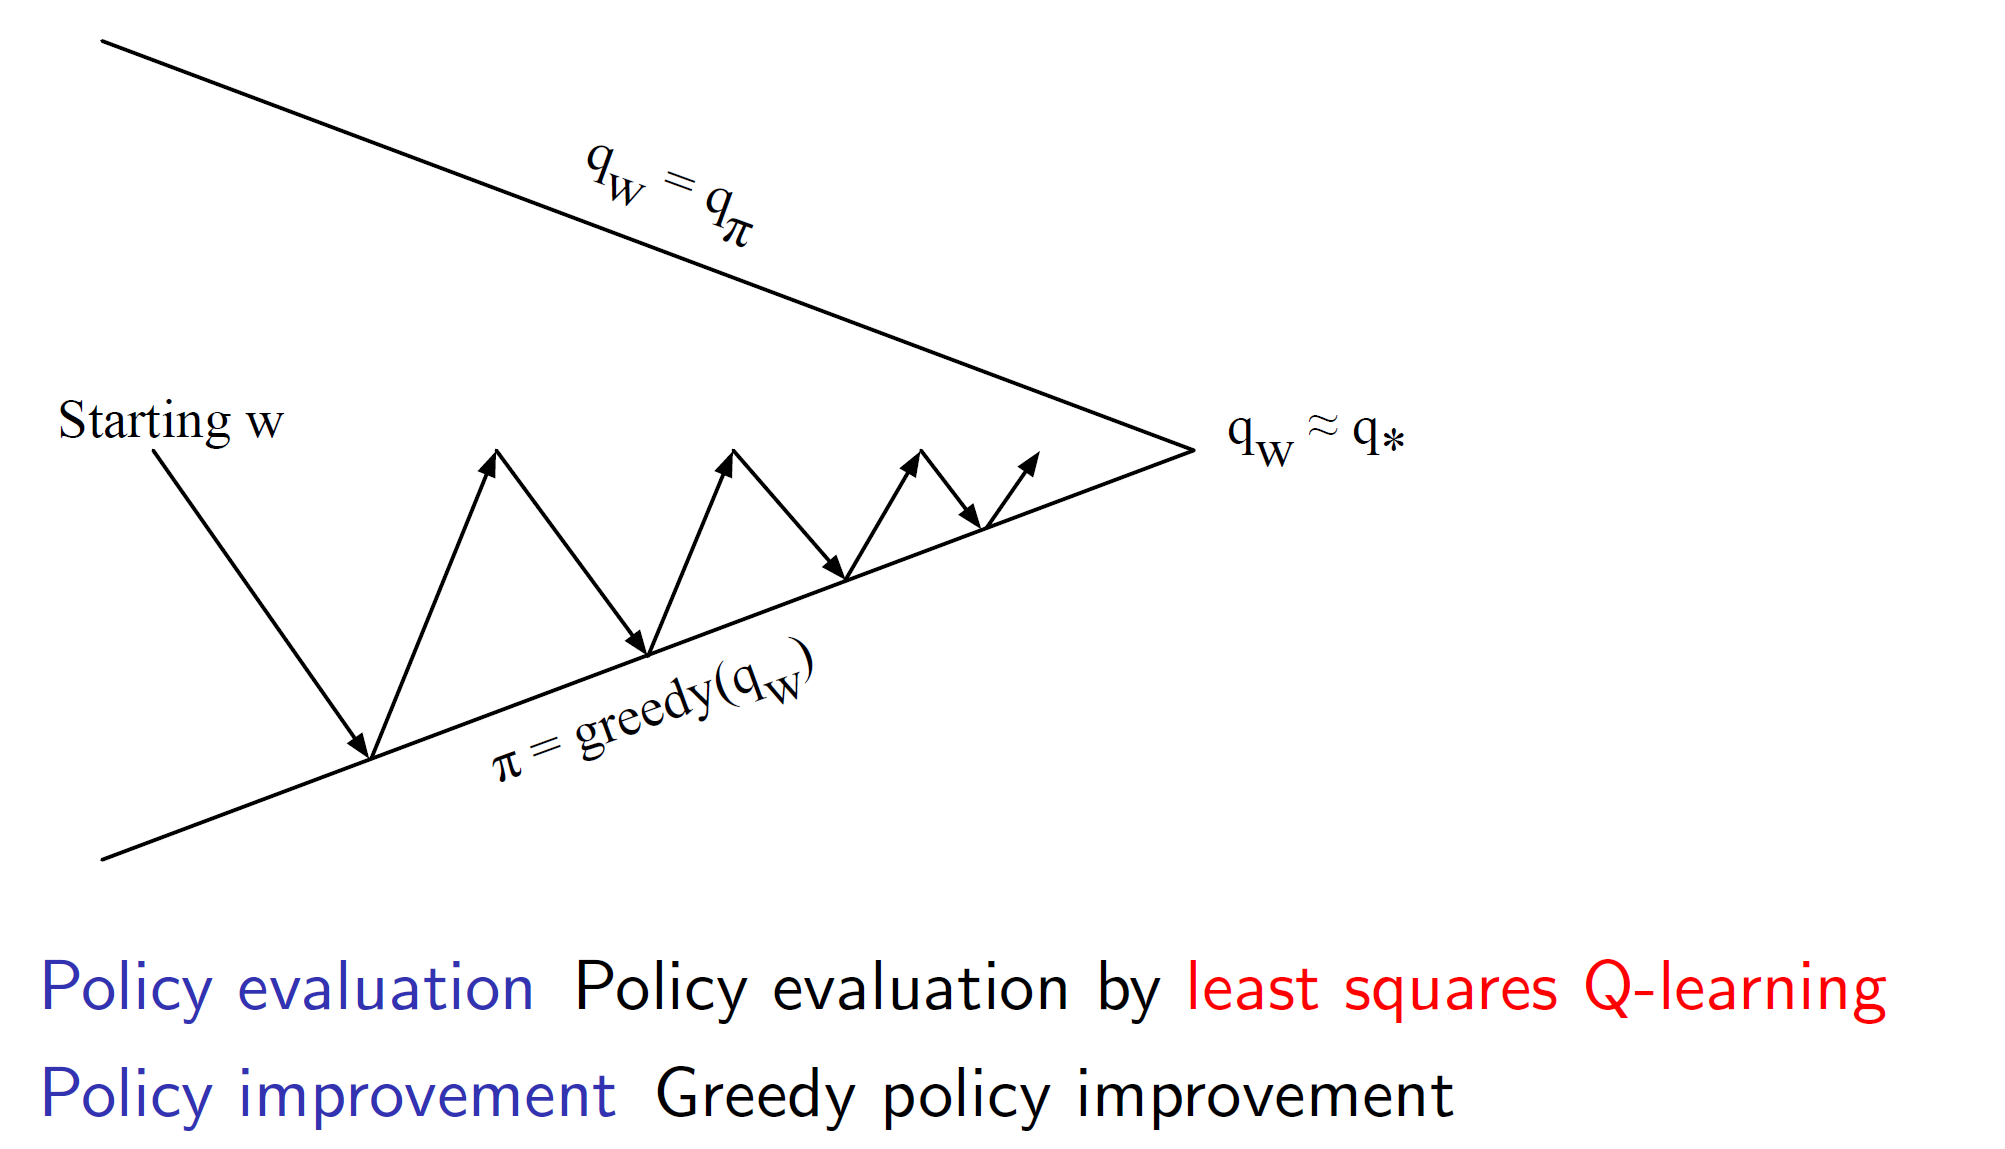 q_w = q_π
Starting w
q_w ≈ q_*
π = greedy(q_w)
Policy evaluation Policy evaluation by least squares Q-learning
Policy improvement Greedy policy improvement